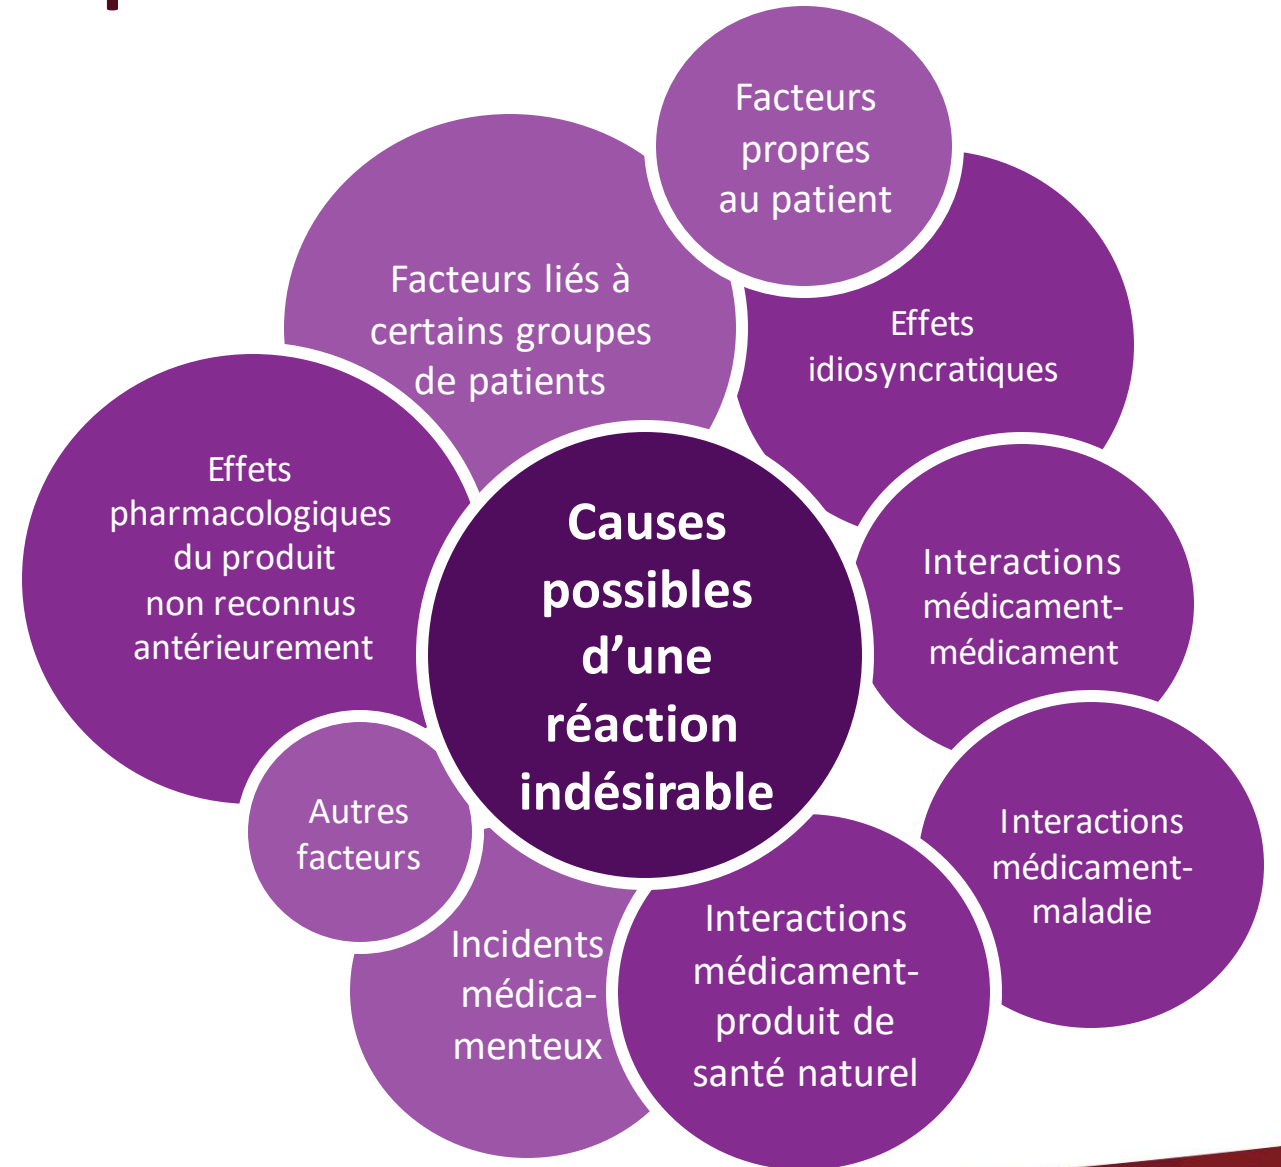 Facteurs
propres
au patient
Facteurs liés à
certains groupes
de patients
Effets
idiosyncratiques
Effets
pharmacologiques
du produit
non reconnus
antérieurement
Causes
possibles
d’une
réaction
indésirable
Interactions
médicament-
médicament
Autres
facteurs
Interactions
médicament-
maladie
Incidents
médica-
menteux
Interactions
médicament-
produit de
santé naturel